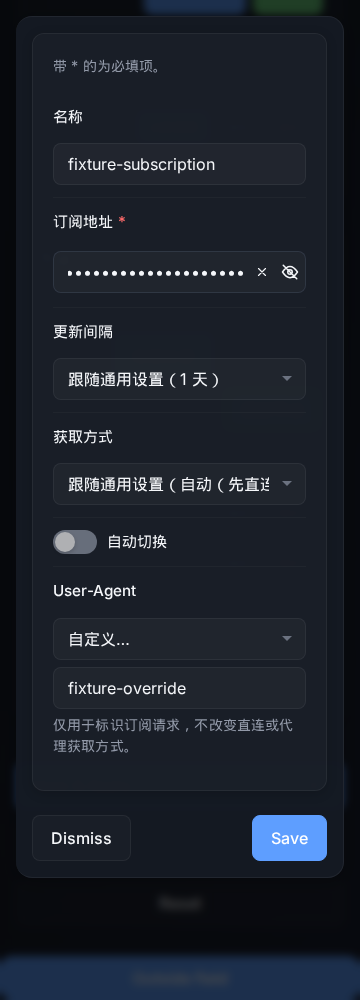 带 * 的为必填项。
名称
fixture-subscription
订阅地址 *
更新间隔
跟随通用设置（1 天）
获取方式
跟随通用设置（自动（先直连
自动切换
User-Agent
自定义...
fixture-override
仅用于标识订阅请求，不改变直连或代
理获取方式。
Dismiss
Save